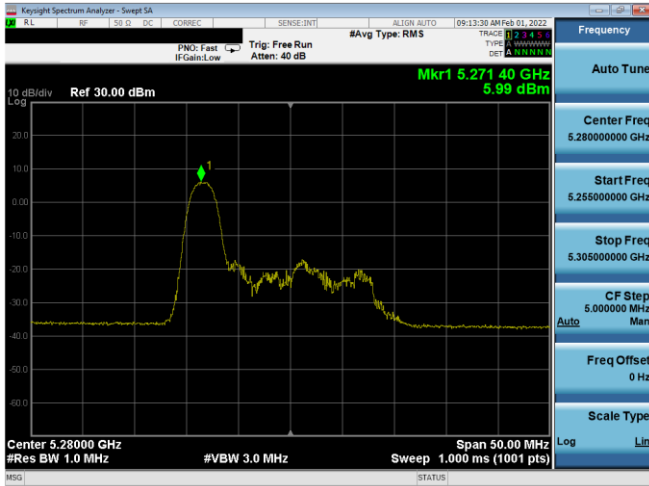 Keysight Spectrum Analyzer - Swept SA
RL RF 50 Ω DC CORREC SENSE:INT ALIGN AUTO 09:13:30 AM Feb 01, 2022
#Avg Type: RMS
TRACE 1 2 3 4 5 6
PNO: Fast Trig: Free Run TYPE A WWWWW
IFGain:Low Atten: 40 dB DET A N N N N N
Mkr1 5.271 40 GHz
5.99 dBm
10 dB/div Ref 30.00 dBm
Log
20.0
1
10.0
0.00
-10.0
-20.0
-30.0
-40.0
-50.0
-60.0
Center 5.28000 GHz Span 50.00 MHz
#Res BW 1.0 MHz #VBW 3.0 MHz Sweep 1.000 ms (1001 pts)
MSG STATUS
Frequency
Auto Tune
Center Freq
5.280000000 GHz
Start Freq
5.255000000 GHz
Stop Freq
5.305000000 GHz
CF Step
5.000000 MHz
Auto Man
Freq Offset
0 Hz
Scale Type
Log Lin